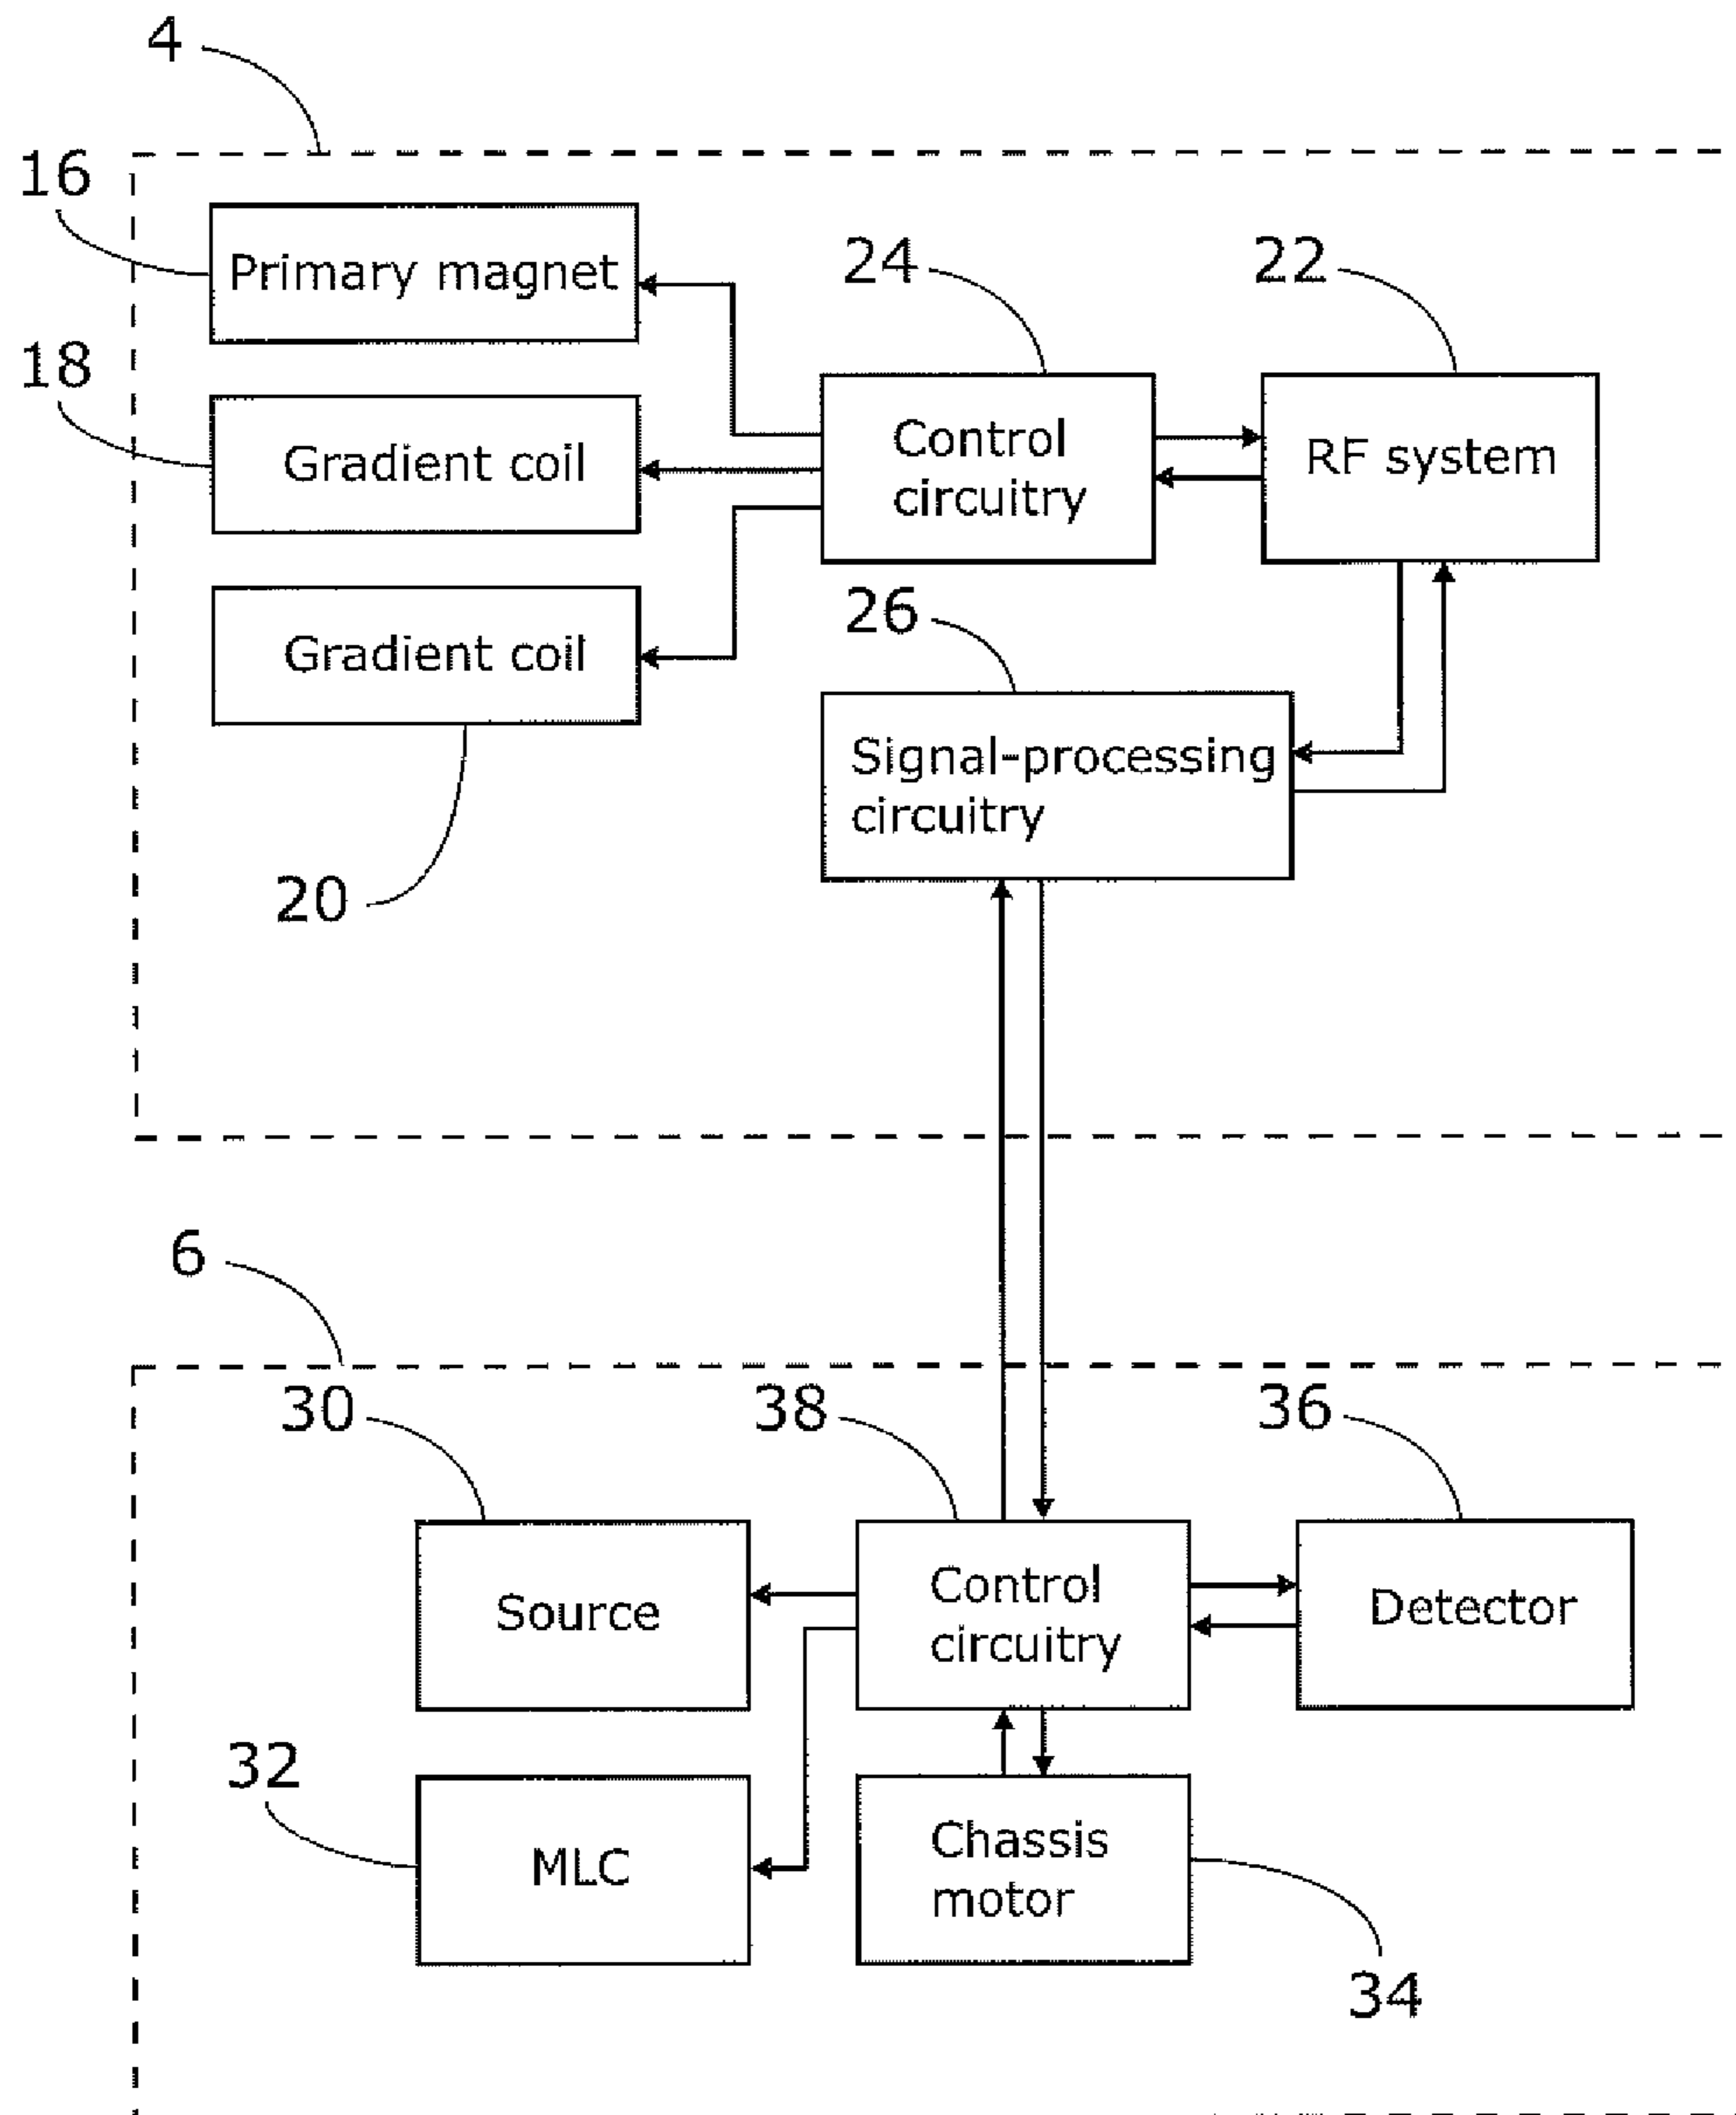 4
16
Primary magnet
24
22
18
Gradient coil
Control
circuitry
RF system
26
Gradient coil
Signal-processing
circuitry
20
6
30
38
36
Source
Control
circuitry
Detector
32
MLC
Chassis
motor
34